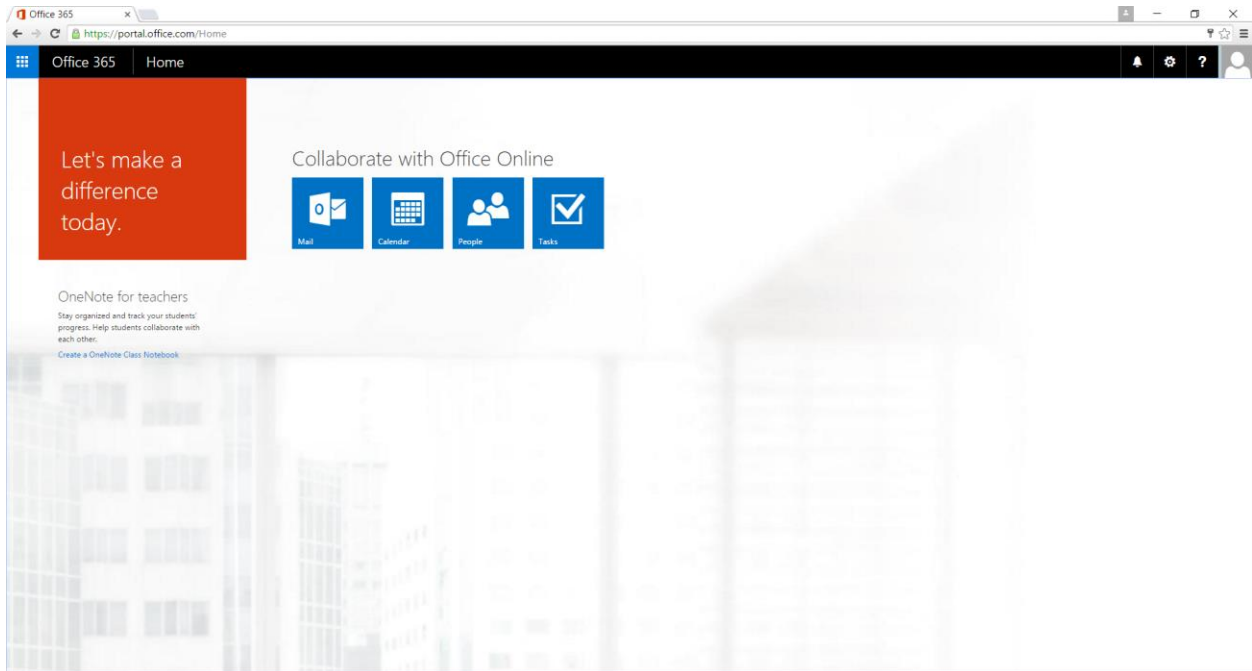 Office 365
https://portal.office.com/Home
Office 365 Home
Let's make a
difference
today.
Collaborate with Office Online
Mail Calendar People Tasks
OneNote for teachers
Stay organized and track your students'
progress. Help students collaborate with
each other.
Create a OneNote Class Notebook